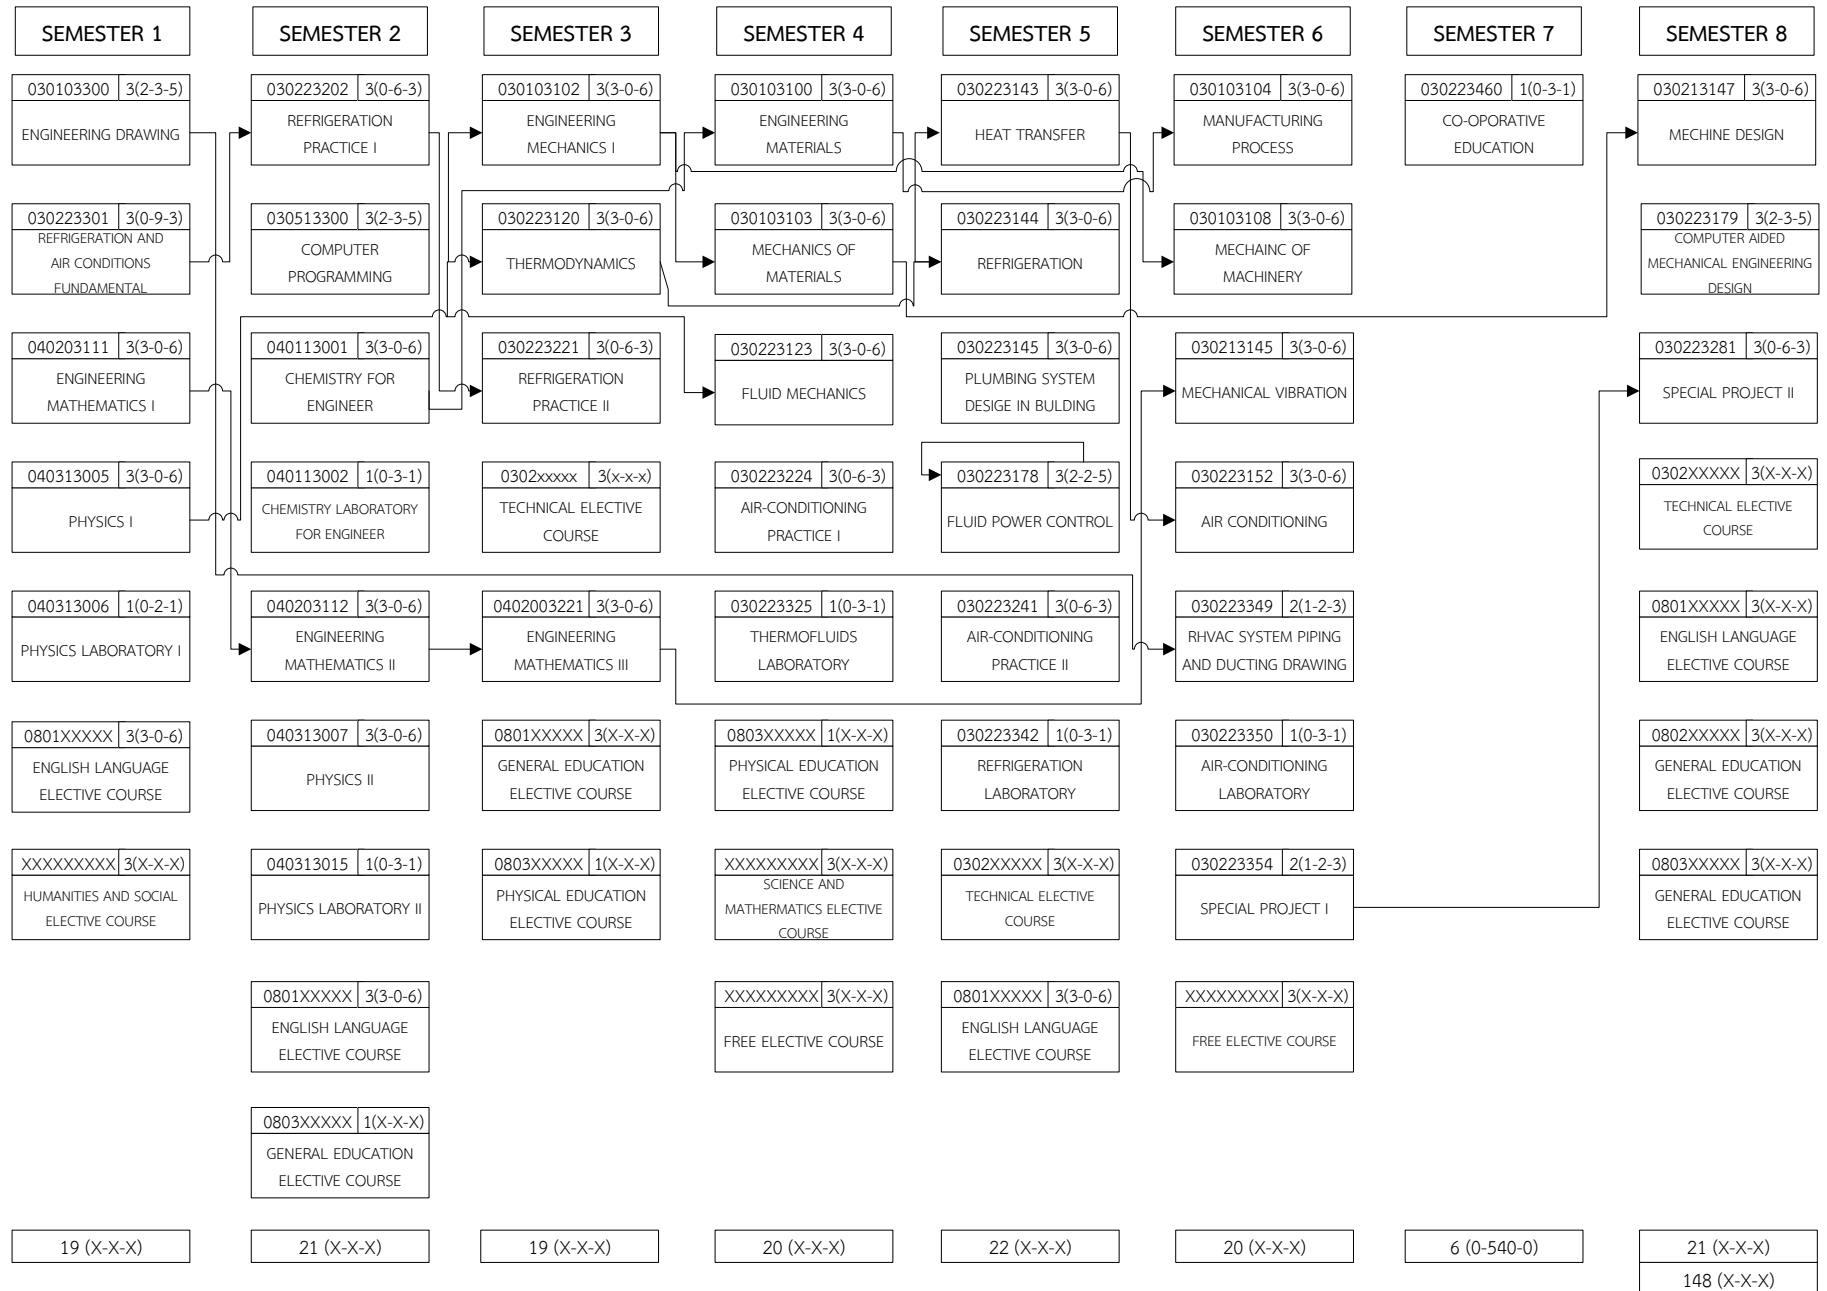 SEMESTER 1
SEMESTER 2
SEMESTER 3
SEMESTER 4
SEMESTER 5
SEMESTER 6
SEMESTER 7
SEMESTER 8
030103300 3(2-3-5)
ENGINEERING DRAWING
030223301 3(0-9-3)
REFRIGERATION AND
AIR CONDITIONS
FUNDAMENTAL
040203111 3(3-0-6)
ENGINEERING
MATHEMATICS I
040313005 3(3-0-6)
PHYSICS I
040313006 1(0-2-1)
PHYSICS LABORATORY I
0801XXXXX 3(3-0-6)
ENGLISH LANGUAGE
ELECTIVE COURSE
XXXXXXXXX 3(X-X-X)
HUMANITIES AND SOCIAL
ELECTIVE COURSE
19 (X-X-X)
030223202 3(0-6-3)
REFRIGERATION
PRACTICE I
030513300 3(2-3-5)
COMPUTER
PROGRAMMING
040113001 3(3-0-6)
CHEMISTRY FOR
ENGINEER
040113002 1(0-3-1)
CHEMISTRY LABORATORY
FOR ENGINEER
040203112 3(3-0-6)
ENGINEERING
MATHEMATICS II
040313007 3(3-0-6)
PHYSICS II
040313015 1(0-3-1)
PHYSICS LABORATORY II
0801XXXXX 3(3-0-6)
ENGLISH LANGUAGE
ELECTIVE COURSE
0803XXXXX 1(X-X-X)
GENERAL EDUCATION
ELECTIVE COURSE
21 (X-X-X)
030103102 3(3-0-6)
ENGINEERING
MECHANICS I
030223120 3(3-0-6)
THERMODYNAMICS
030223221 3(0-6-3)
REFRIGERATION
PRACTICE II
0302xxxxx 3(x-x-x)
TECHNICAL ELECTIVE
COURSE
0402003221 3(3-0-6)
ENGINEERING
MATHEMATICS III
0801XXXXX 3(X-X-X)
GENERAL EDUCATION
ELECTIVE COURSE
0803XXXXX 1(X-X-X)
PHYSICAL EDUCATION
ELECTIVE COURSE
19 (X-X-X)
030103100 3(3-0-6)
ENGINEERING
MATERIALS
030103103 3(3-0-6)
MECHANICS OF
MATERIALS
030223123 3(3-0-6)
FLUID MECHANICS
030223224 3(0-6-3)
AIR-CONDITIONING
PRACTICE I
030223325 1(0-3-1)
THERMOFLUIDS
LABORATORY
0803XXXXX 1(X-X-X)
PHYSICAL EDUCATION
ELECTIVE COURSE
XXXXXXXXX 3(X-X-X)
SCIENCE AND
MATHERMATICS ELECTIVE
COURSE
XXXXXXXXX 3(X-X-X)
FREE ELECTIVE COURSE
20 (X-X-X)
030223143 3(3-0-6)
HEAT TRANSFER
030223144 3(3-0-6)
REFRIGERATION
030223145 3(3-0-6)
PLUMBING SYSTEM
DESIGE IN BULDING
030223178 3(2-2-5)
FLUID POWER CONTROL
030223241 3(0-6-3)
AIR-CONDITIONING
PRACTICE II
030223342 1(0-3-1)
REFRIGERATION
LABORATORY
0302XXXXX 3(X-X-X)
TECHNICAL ELECTIVE
COURSE
0801XXXXX 3(3-0-6)
ENGLISH LANGUAGE
ELECTIVE COURSE
22 (X-X-X)
030103104 3(3-0-6)
MANUFACTURING
PROCESS
030103108 3(3-0-6)
MECHAINC OF
MACHINERY
030213145 3(3-0-6)
MECHANICAL VIBRATION
030223152 3(3-0-6)
AIR CONDITIONING
030223349 2(1-2-3)
RHVAC SYSTEM PIPING
AND DUCTING DRAWING
030223350 1(0-3-1)
AIR-CONDITIONING
LABORATORY
030223354 2(1-2-3)
SPECIAL PROJECT I
XXXXXXXXX 3(X-X-X)
FREE ELECTIVE COURSE
20 (X-X-X)
030223460 1(0-3-1)
CO-OPORATIVE
EDUCATION
6 (0-540-0)
030213147 3(3-0-6)
MECHINE DESIGN
030223179 3(2-3-5)
COMPUTER AIDED
MECHANICAL ENGINEERING
DESIGN
030223281 3(0-6-3)
SPECIAL PROJECT II
0302XXXXX 3(X-X-X)
TECHNICAL ELECTIVE
COURSE
0801XXXXX 3(X-X-X)
ENGLISH LANGUAGE
ELECTIVE COURSE
0802XXXXX 3(X-X-X)
GENERAL EDUCATION
ELECTIVE COURSE
0803XXXXX 3(X-X-X)
GENERAL EDUCATION
ELECTIVE COURSE
21 (X-X-X)
148 (X-X-X)